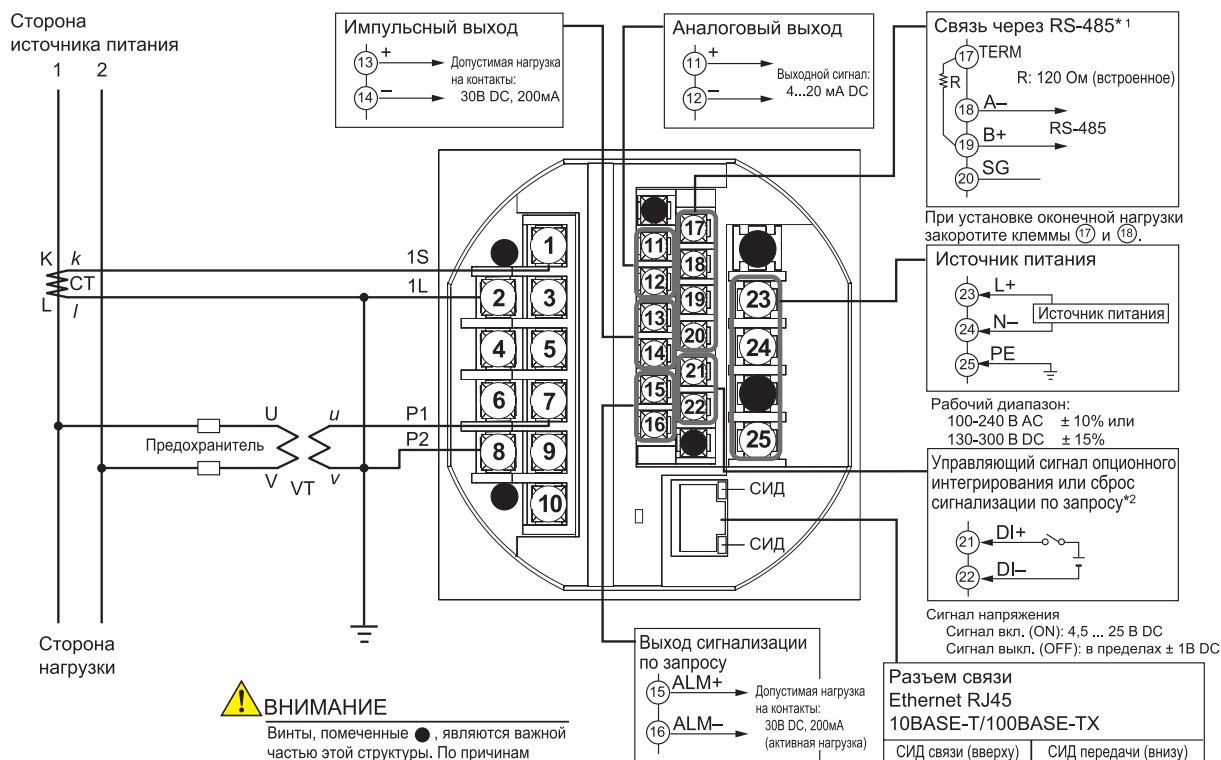 Сторона
источника питания
1 2
Импульсный выход
13 +
Допустимая нагрузка
на контакты:
30В DC, 200мА
14 –
Аналоговый выход
11 +
Выходной сигнал:
4...20 мА DC
12 –
Связь через RS-485*1
17 TERM
R
R: 120 Ом (встроенное)
18 A–
RS-485
19 B+
20 SG
При установке оконечной нагрузки
закоротите клеммы 17 и 18.
Источник питания
23 L+
Источник питания
24 N–
25 PE
Рабочий диапазон:
100-240 В AC ± 10% или
130-300 В DC ± 15%
Управляющий сигнал опционного
интегрирования или сброс
сигнализации по запросу*2
21 DI+
22 DI–
Сигнал напряжения
Сигнал вкл. (ON): 4,5 ... 25 В DC
Сигнал выкл. (OFF): в пределах ± 1В DC
K k
CT
L l
1S
1L
U u
Предохранитель
V VT v
P1
P2
1
2 3
4 5
6 7
8 9
10
11
12
13
14
15
16
17
18
19
20
21
22
23
24
25
СИД
СИД
Сторона
нагрузки
ВНИМАНИЕ
Винты, помеченные ●, являются важной
частью этой структуры. По причинам
Выход сигнализации
по запросу
15 ALM+
Допустимая нагрузка
на контакты:
30В DC, 200мА
(активная нагрузка)
16 ALM–
Разъем связи
Ethernet RJ45
10BASE-T/100BASE-TX
СИД связи (вверху) СИД передачи (внизу)